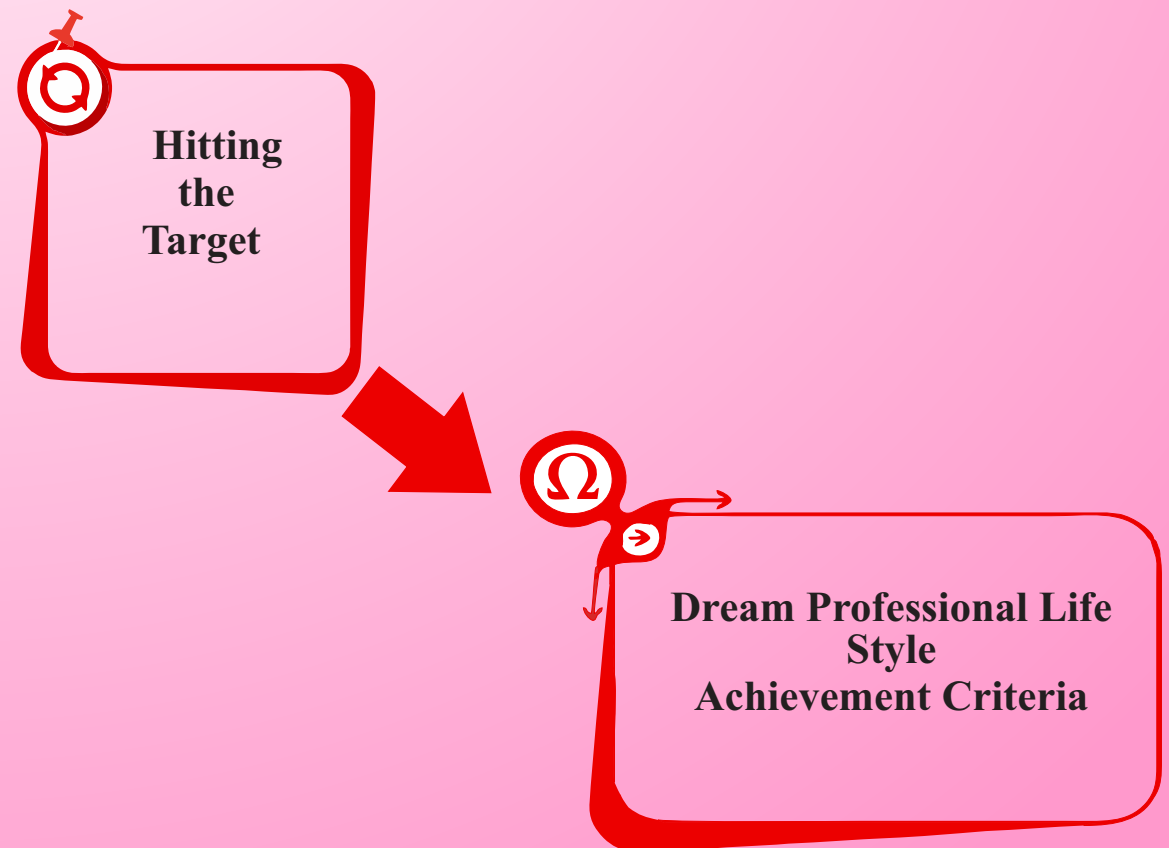 Hitting
the
Target
Ω
Dream Professional Life
Style
Achievement Criteria